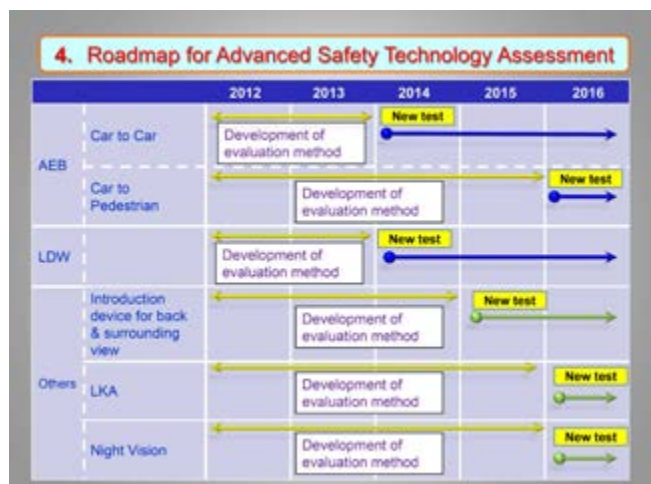 4. Roadmap for Advanced Safety Technology Assessment
2012 2013 2014 2015 2016
AEB
Car to Car
Development of
evaluation method
New test
Car to
Pedestrian
Development of
evaluation method
New test
LDW
Development of
evaluation method
New test
Others
Introduction
device for back
& surrounding
view
Development of
evaluation method
New test
LKA
Development of
evaluation method
New test
Night Vision
Development of
evaluation method
New test